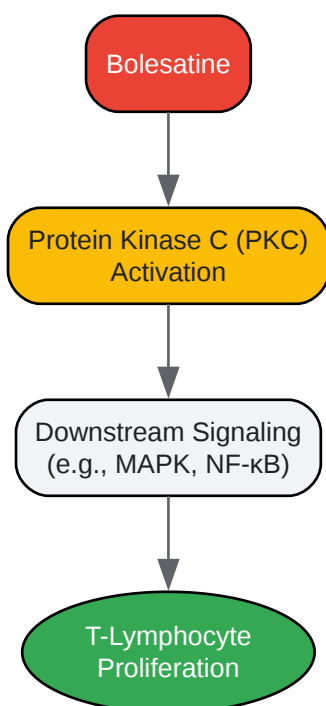 Bolesatine
Protein Kinase C (PKC)
Activation
Downstream Signaling
(e.g., MAPK, NF-κB)
T-Lymphocyte
Proliferation